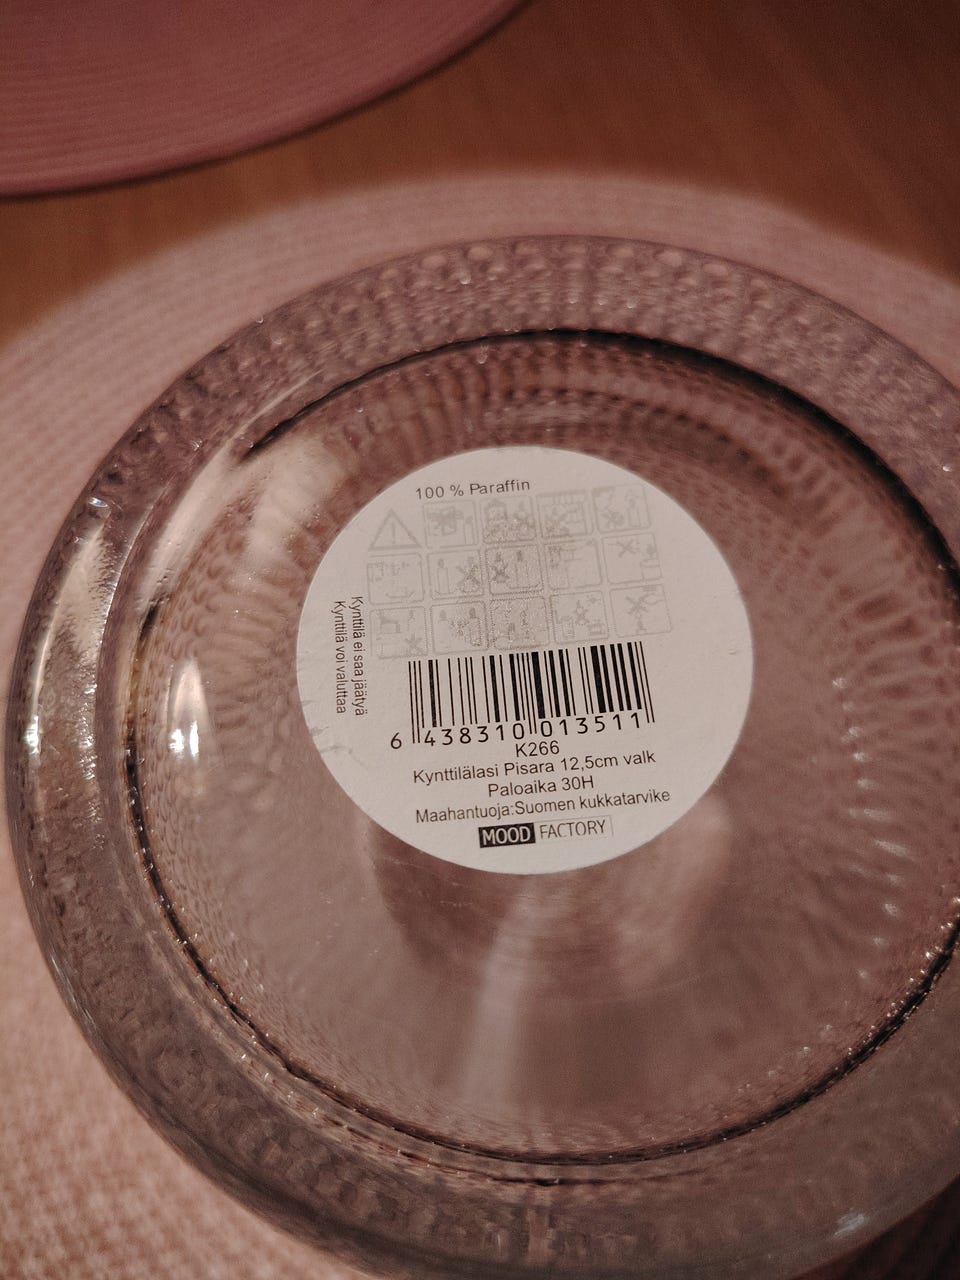 100 % Paraffin
Kynttilä ei saa jäätyä
Kynttilä voi valuttaa
6 438310 013511
K266
Kynttilälasi Pisara 12,5cm valk
Paloaika 30H
Maahantuoja:Suomen kukkatarvike
MOOD FACTORY